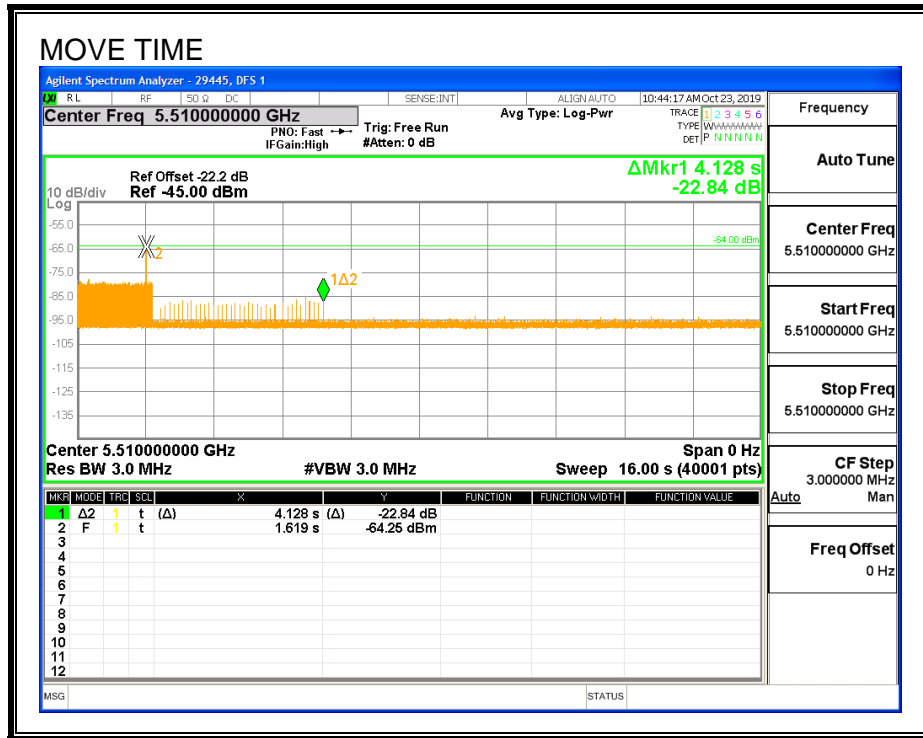 MOVE TIME
Agilent Spectrum Analyzer - 29445, DFS 1
LXI RL RF 50 Ω DC SENSE:INT ALIGN AUTO 10:44:17 AM Oct 23, 2019
Center Freq 5.510000000 GHz
PNO: Fast
IFGain:High
Trig: Free Run
#Atten: 0 dB
Avg Type: Log-Pwr
TRACE 1 2 3 4 5 6
TYPE W
DET P N N N N N
ΔMkr1 4.128 s
-22.84 dB
Ref Offset -22.2 dB
10 dB/div Ref -45.00 dBm
Log
-55.0
-65.0
-75.0
-85.0
-95.0
-105
-115
-125
-135
-64.00 dBm
2
1Δ2
Center 5.510000000 GHz Span 0 Hz
Res BW 3.0 MHz #VBW 3.0 MHz Sweep 16.00 s (40001 pts)
MKR MODE TRC SCL X Y FUNCTION FUNCTION WIDTH FUNCTION VALUE
1 Δ2 1 t (Δ) 4.128 s (Δ) -22.84 dB
2 F 1 t 1.619 s -64.25 dBm
3
4
5
6
7
8
9
10
11
12
MSG STATUS
Frequency
Auto Tune
Center Freq
5.510000000 GHz
Start Freq
5.510000000 GHz
Stop Freq
5.510000000 GHz
CF Step
3.000000 MHz
Auto Man
Freq Offset
0 Hz